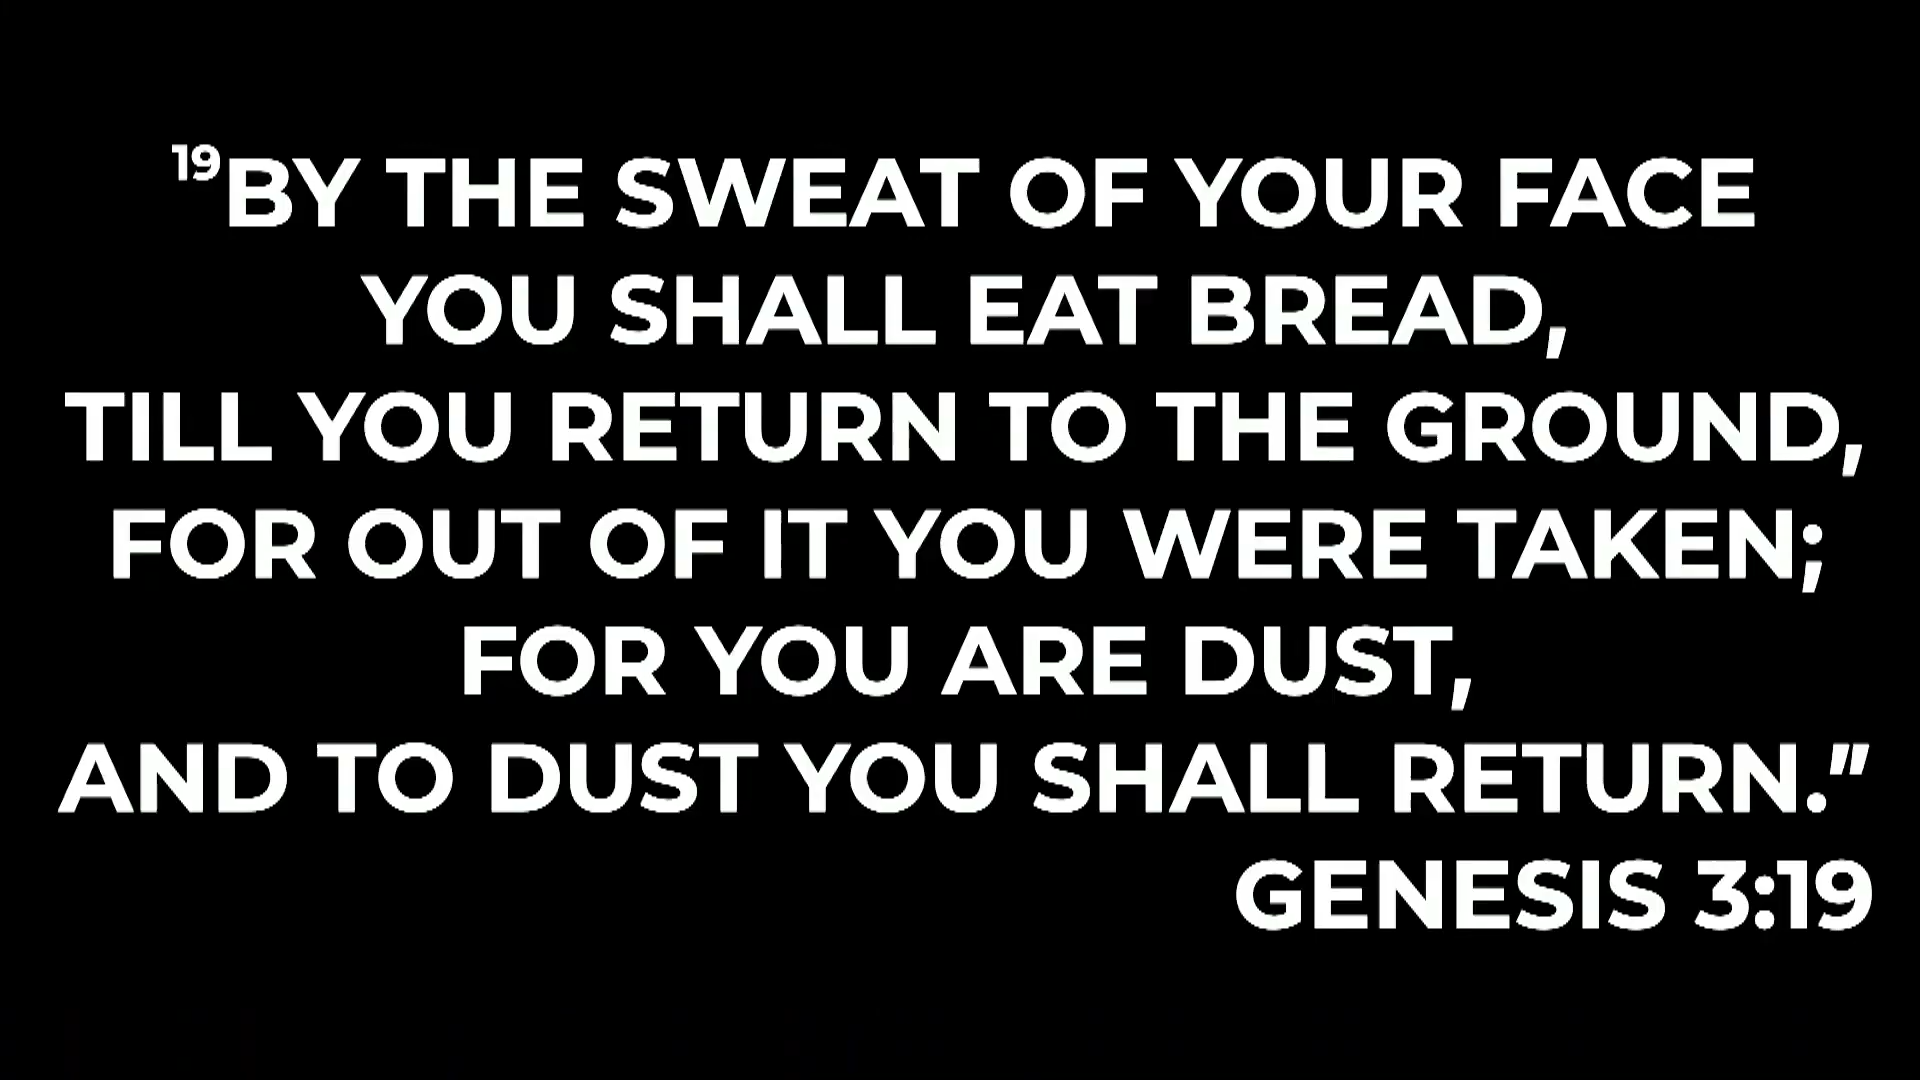 ¹⁹BY THE SWEAT OF YOUR FACE
YOU SHALL EAT BREAD,
TILL YOU RETURN TO THE GROUND,
FOR OUT OF IT YOU WERE TAKEN;
FOR YOU ARE DUST,
AND TO DUST YOU SHALL RETURN.”
GENESIS 3:19